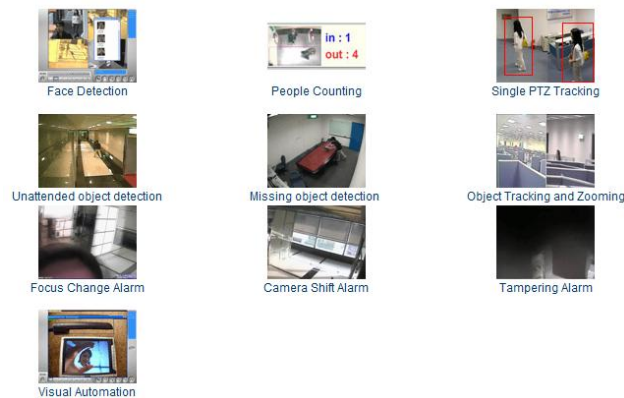 in : 1
out : 4
Face Detection
People Counting
Single PTZ Tracking
Unattended object detection
Missing object detection
Object Tracking and Zooming
Focus Change Alarm
Camera Shift Alarm
Tampering Alarm
Visual Automation